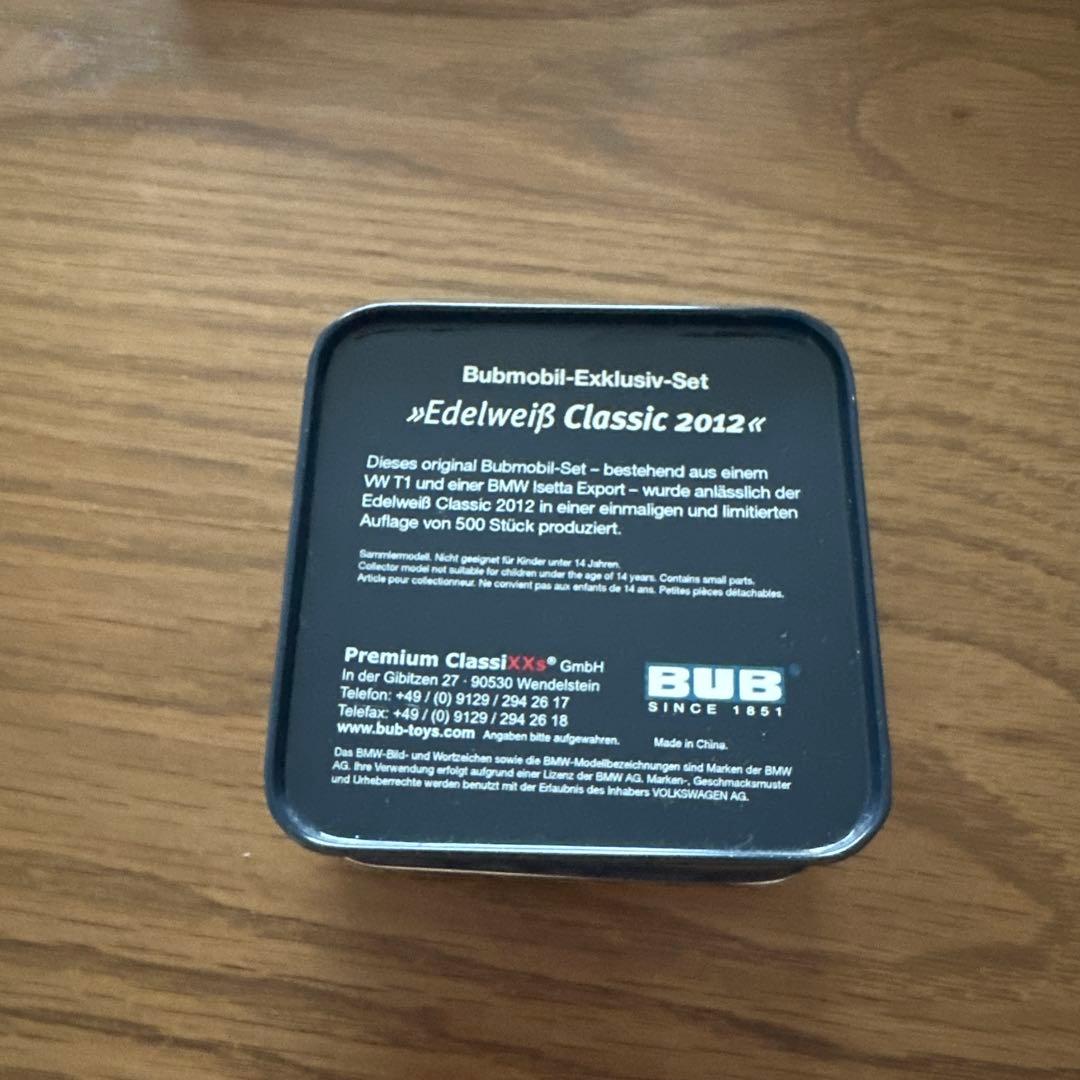 Bubmobil-Exklusiv-Set
»Edelweiß Classic 2012«
Dieses original Bubmobil-Set – bestehend aus einem
VW T1 und einer BMW Isetta Export – wurde anlässlich der
Edelweiß Classic 2012 in einer einmaligen und limitierten
Auflage von 500 Stück produziert.
Sammlermodell. Nicht geeignet für Kinder unter 14 Jahren.
Collector model not suitable for children under the age of 14 years. Contains small parts.
Article pour collectionneur. Ne convient pas aux enfants de 14 ans. Petites pièces détachables.
Premium ClassiXXs® GmbH
In der Gibitzen 27 · 90530 Wendelstein
Telefon: +49 / (0) 9129 / 294 26 17
Telefax: +49 / (0) 9129 / 294 26 18
www.bub-toys.com Angaben bitte aufgewahren.
BUB®
SINCE 1851
Made in China.
Das BMW-Bild- und Wortzeichen sowie die BMW-Modellbezeichnungen sind Marken der BMW
AG. Ihre Verwendung erfolgt aufgrund einer Lizenz der BMW AG. Marken-, Geschmacksmuster
und Urheberrechte werden benutzt mit der Erlaubnis des Inhabers VOLKSWAGEN AG.